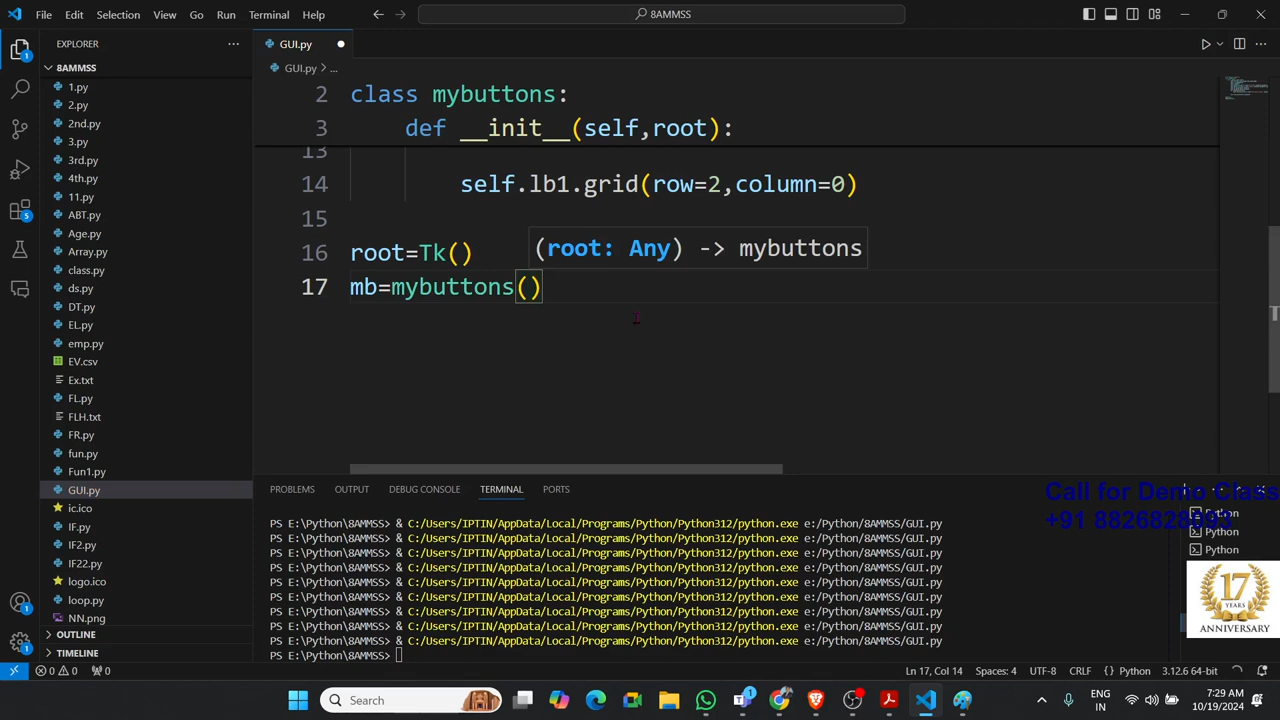 File Edit Selection View Go Run Terminal Help
8AMMSS
EXPLORER
GUI.py
8AMMSS
GUI.py > ...
1.py
2.py
2nd.py
3.py
3rd.py
4th.py
11.py
ABT.py
Age.py
Array.py
class.py
ds.py
DT.py
EL.py
emp.py
EV.csv
Ex.txt
FL.py
FLH.txt
FR.py
fun.py
Fun1.py
GUI.py
ic.ico
IF.py
IF2.py
IF22.py
logo.ico
loop.py
NN.png
OUTLINE
TIMELINE
2 class mybuttons:
3 def __init__(self,root):
13
14 self.lb1.grid(row=2,column=0)
15
16 root=Tk()
(root: Any) -> mybuttons
17 mb=mybuttons()
PROBLEMS OUTPUT DEBUG CONSOLE TERMINAL PORTS
Call for Demo Class
+91 8826828093
Python
Python
Python
PS E:\Python\8AMMSS> & C:/Users/IPTIN/AppData/Local/Programs/Python/Python312/python.exe e:/Python/8AMMSS/GUI.py
PS E:\Python\8AMMSS> & C:/Users/IPTIN/AppData/Local/Programs/Python/Python312/python.exe e:/Python/8AMMSS/GUI.py
PS E:\Python\8AMMSS> & C:/Users/IPTIN/AppData/Local/Programs/Python/Python312/python.exe e:/Python/8AMMSS/GUI.py
PS E:\Python\8AMMSS> & C:/Users/IPTIN/AppData/Local/Programs/Python/Python312/python.exe e:/Python/8AMMSS/GUI.py
PS E:\Python\8AMMSS> & C:/Users/IPTIN/AppData/Local/Programs/Python/Python312/python.exe e:/Python/8AMMSS/GUI.py
PS E:\Python\8AMMSS> & C:/Users/IPTIN/AppData/Local/Programs/Python/Python312/python.exe e:/Python/8AMMSS/GUI.py
PS E:\Python\8AMMSS> & C:/Users/IPTIN/AppData/Local/Programs/Python/Python312/python.exe e:/Python/8AMMSS/GUI.py
PS E:\Python\8AMMSS> & C:/Users/IPTIN/AppData/Local/Programs/Python/Python312/python.exe e:/Python/8AMMSS/GUI.py
PS E:\Python\8AMMSS> & C:/Users/IPTIN/AppData/Local/Programs/Python/Python312/python.exe e:/Python/8AMMSS/GUI.py
PS E:\Python\8AMMSS>
17
YEARS
ANNIVERSARY
0 0 0
Ln 17, Col 14 Spaces: 4 UTF-8 CRLF { } Python 3.12.6 64-bit
Search
ENG
IN
7:29 AM
10/19/2024